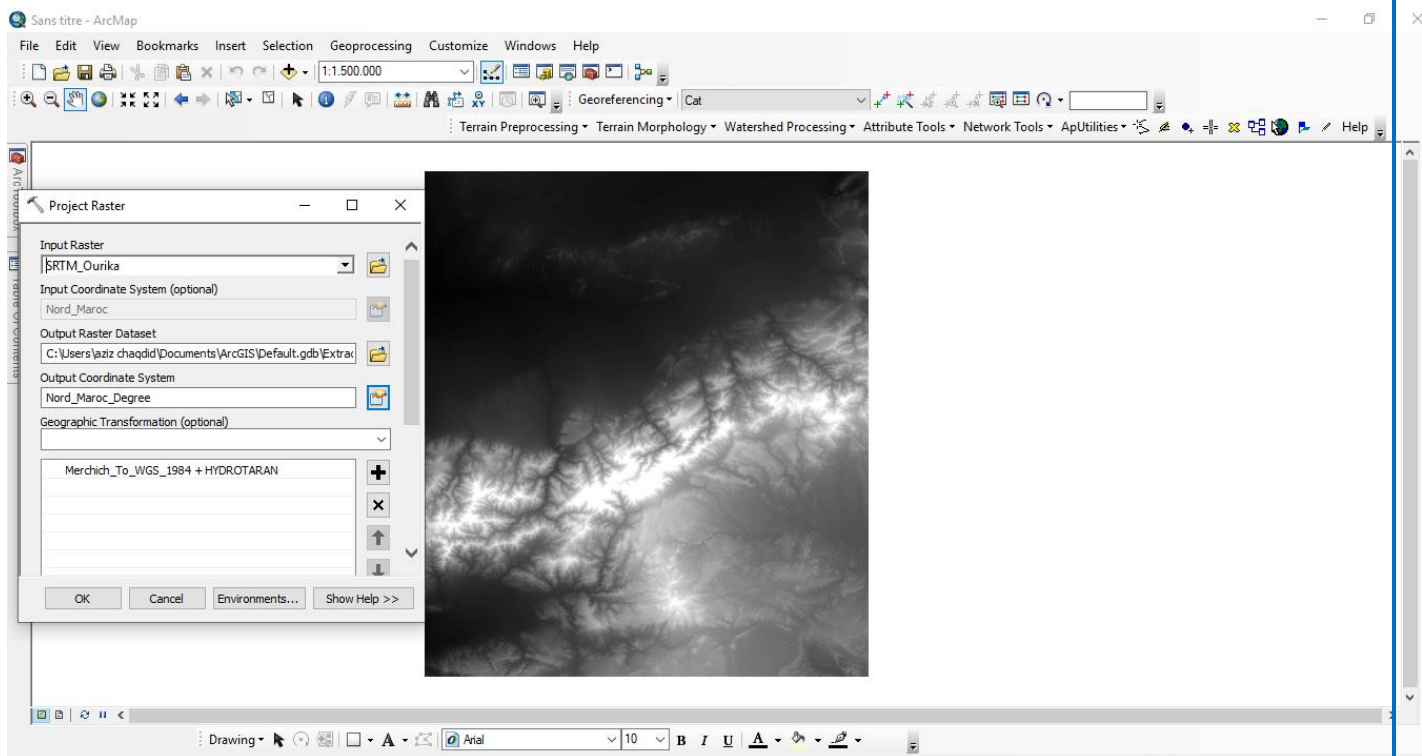 Sans titre - ArcMap
File Edit View Bookmarks Insert Selection Geoprocessing Customize Windows Help
1:1.500.000
Georeferencing Cat
Terrain Preprocessing Terrain Morphology Watershed Processing Attribute Tools Network Tools ApUtilities Help
Project Raster
Input Raster
SRTM_Ourika
Input Coordinate System (optional)
Nord_Maroc
Output Raster Dataset
C:\Users\aziz chaqdid\Documents\ArcGIS\Default.gdb\Extrac
Output Coordinate System
Nord_Maroc_Degree
Geographic Transformation (optional)
Merchich_To_WGS_1984 + HYDROTARAN
OK Cancel Environments... Show Help >>
Drawing A Arial 10 B I U A